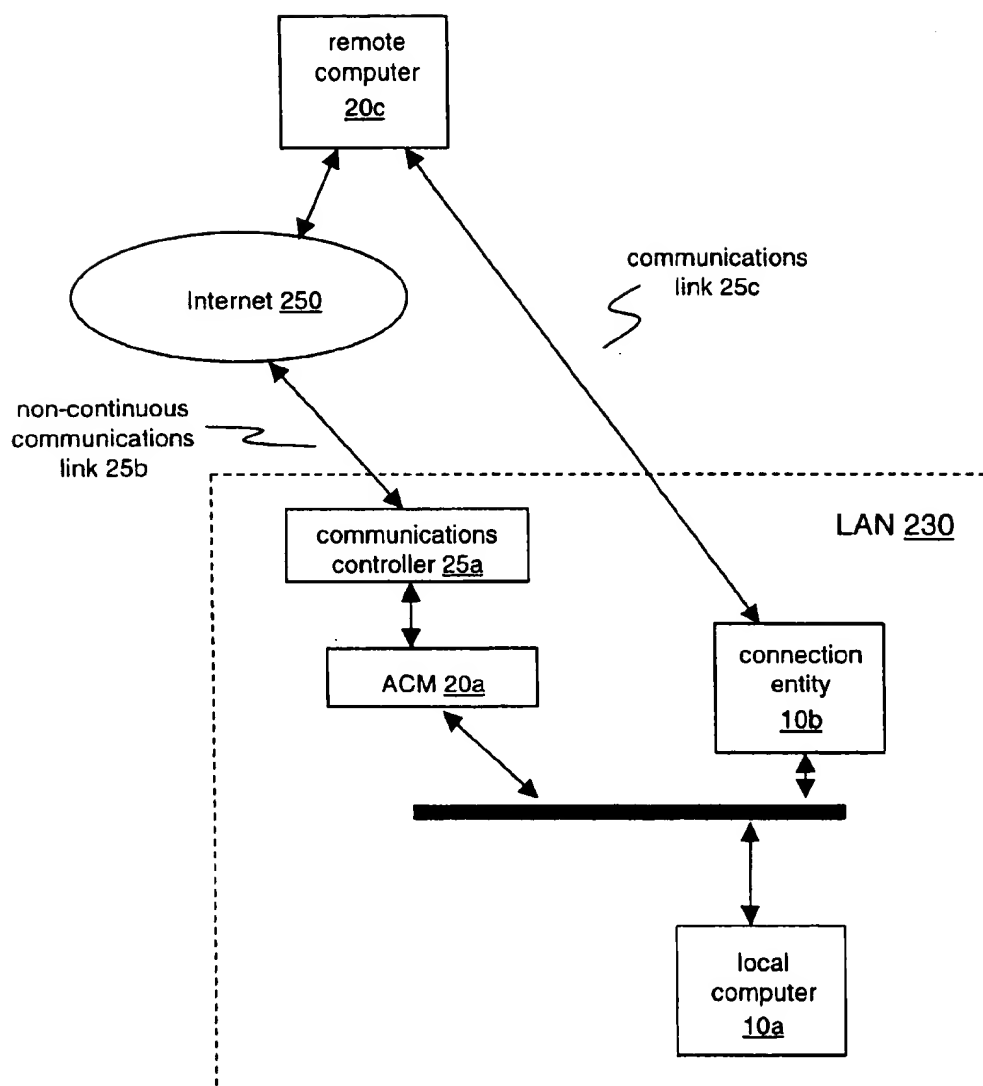 remote
computer
20c
Internet 250
communications
link 25c
non-continuous
communications
link 25b
LAN 230
communications
controller 25a
ACM 20a
connection
entity
10b
local
computer
10a